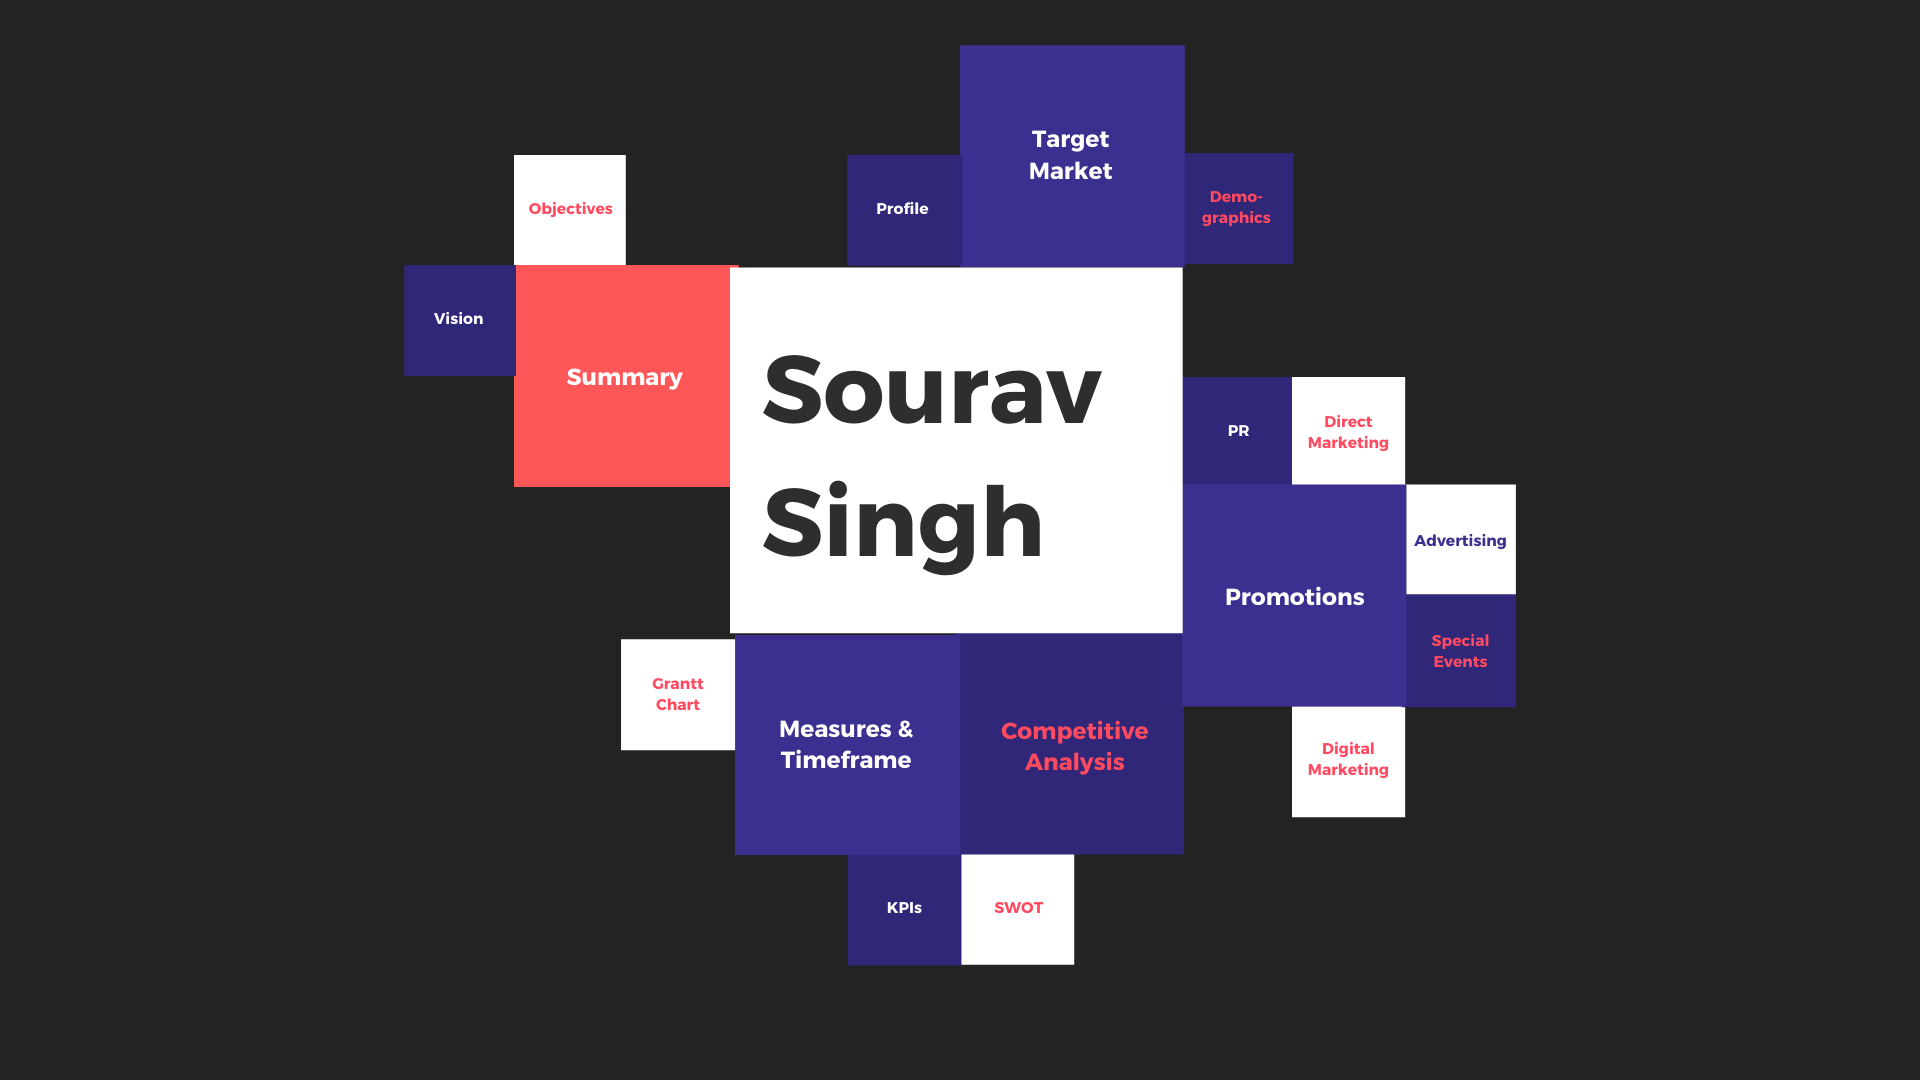 Target
Market
Objectives
Profile
Demo-
graphics
Vision
Summary
Sourav
Singh
PR
Direct
Marketing
Advertising
Promotions
Special
Events
Grantt
Chart
Measures &
Timeframe
Competitive
Analysis
Digital
Marketing
KPIs
SWOT